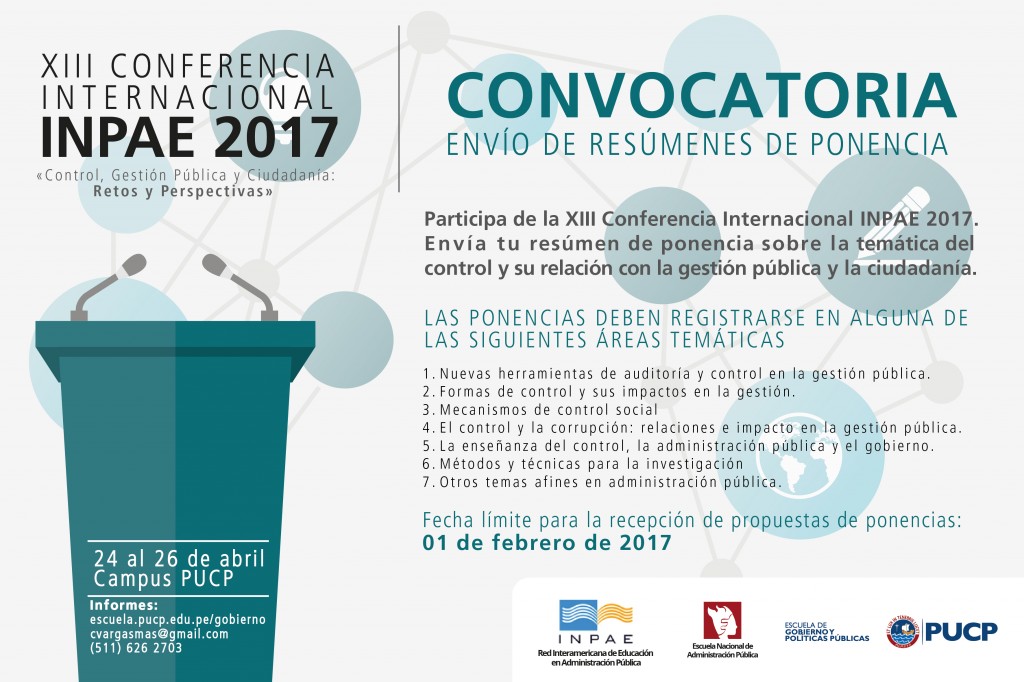 XIII CONFERENCIA
INTERNACIONAL
INPAE 2017
«Control, Gestión Pública y Ciudadanía:
Retos y Perspectivas»
CONVOCATORIA
ENVÍO DE RESÚMENES DE PONENCIA
Participa de la XIII Conferencia Internacional INPAE 2017.
Envía tu resúmen de ponencia sobre la temática del
control y su relación con la gestión pública y la ciudadanía.
LAS PONENCIAS DEBEN REGISTRARSE EN ALGUNA DE
LAS SIGUIENTES ÁREAS TEMÁTICAS
1. Nuevas herramientas de auditoría y control en la gestión pública.
2. Formas de control y sus impactos en la gestión.
3. Mecanismos de control social
4. El control y la corrupción: relaciones e impacto en la gestión pública.
5. La enseñanza del control, la administración pública y el gobierno.
6. Métodos y técnicas para la investigación
7. Otros temas afines en administración pública.
Fecha límite para la recepción de propuestas de ponencias:
01 de febrero de 2017
24 al 26 de abril
Campus PUCP
Informes:
escuela.pucp.edu.pe/gobierno
cvargasmas@gmail.com
(511) 626 2703
INPAE
Red Interamericana de Educación
en Administración Pública
Escuela Nacional de
Administración Pública
ESCUELA DE
GOBIERNO Y
POLÍTICAS PÚBLICAS
PUCP